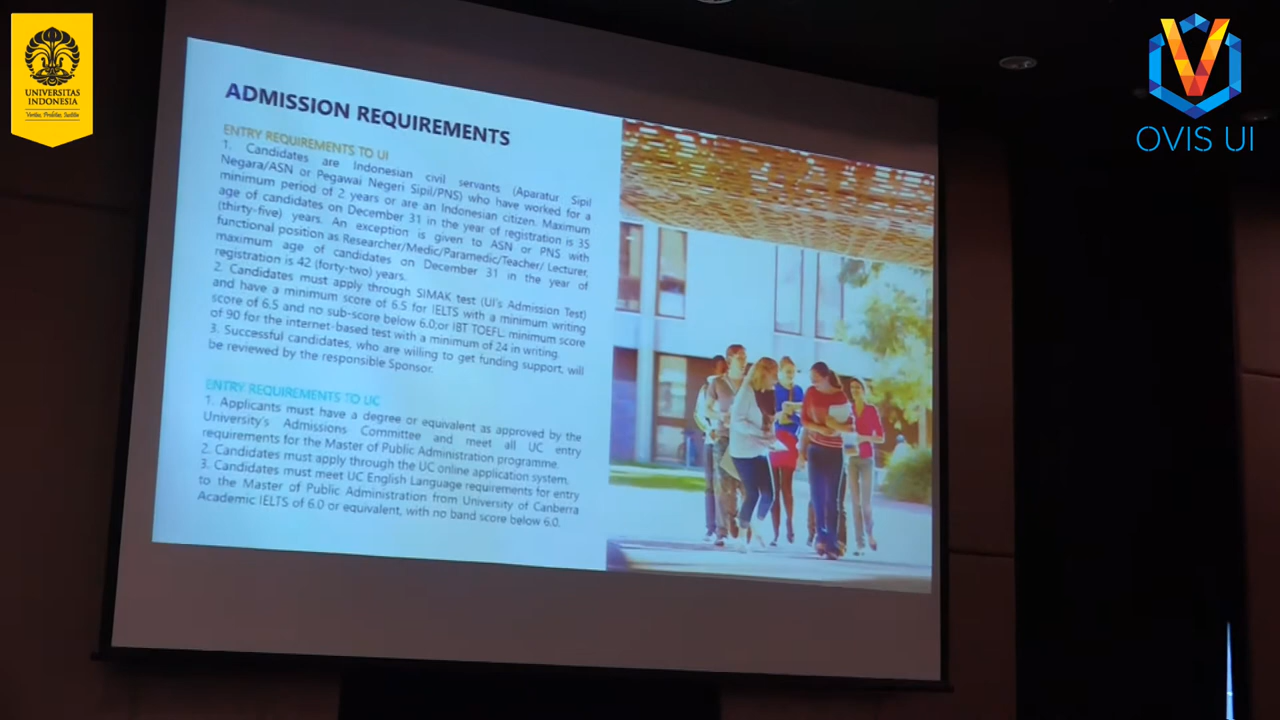 UNIVERSITAS
INDONESIA
Veritas, Probitas, Iustitia
OVIS UI
ADMISSION REQUIREMENTS
ENTRY REQUIREMENTS TO UI
1. Candidates are Indonesian civil servants (Aparatur Sipil
Negara/ASN or Pegawai Negeri Sipil/PNS) who have worked for a
minimum period of 2 years or are an Indonesian citizen. Maximum
age of candidates on December 31 in the year of registration is 35
(thirty-five) years. An exception is given to ASN or PNS with
functional position as Researcher/Medic/Paramedic/Teacher/ Lecturer,
maximum age of candidates on December 31 in the year of
registration is 42 (forty-two) years.
2. Candidates must apply through SIMAK test (UI's Admission Test)
and have a minimum score of 6.5 for IELTS with a minimum writing
score of 6.5 and no sub-score below 6.0;or IBT TOEFL: minimum score
of 90 for the internet-based test with a minimum of 24 in writing.
3. Successful candidates, who are willing to get funding support, will
be reviewed by the responsible Sponsor.
ENTRY REQUIREMENTS TO UC
1. Applicants must have a degree or equivalent as approved by the
University's Admissions Committee and meet all UC entry
requirements for the Master of Public Administration programme.
2. Candidates must apply through the UC online application system.
3. Candidates must meet UC English Language requirements for entry
to the Master of Public Administration from University of Canberra
Academic IELTS of 6.0 or equivalent, with no band score below 6.0.